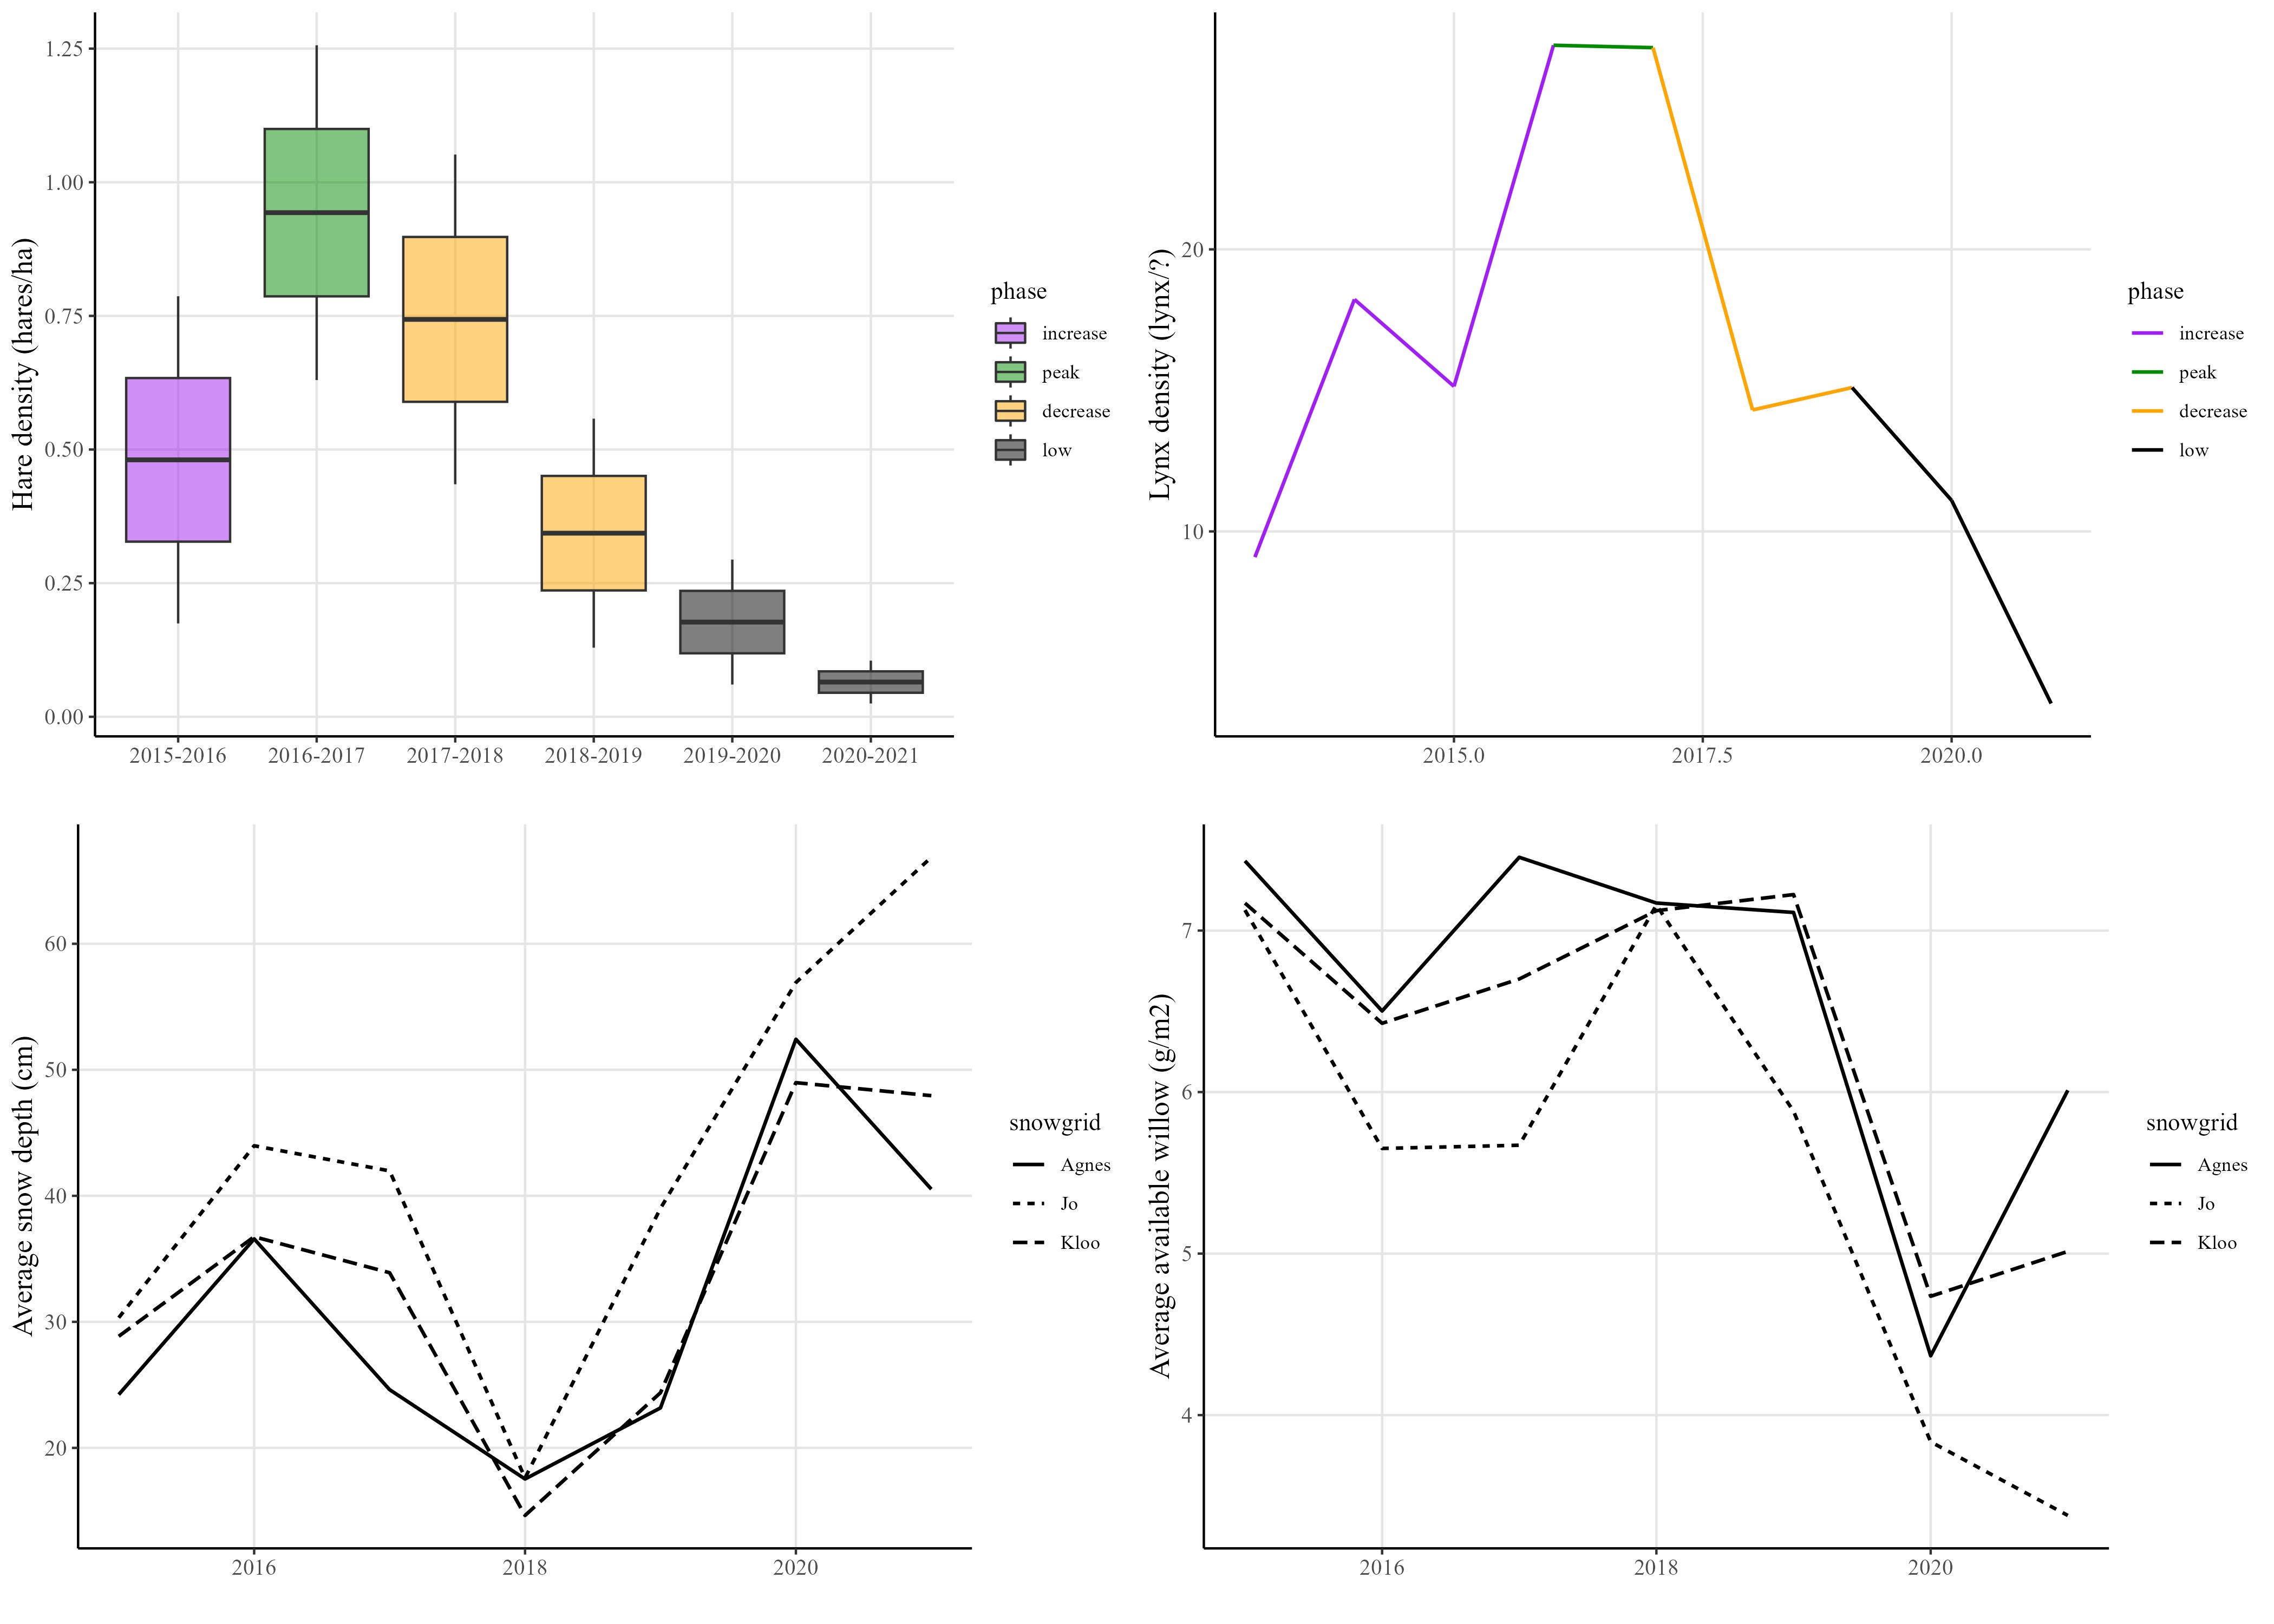 Hare density (hares/ha)
1.25
1.00
0.75
0.50
0.25
0.00
2015-2016 2016-2017 2017-2018 2018-2019 2019-2020 2020-2021
phase
increase
peak
decrease
low
Lynx density (lynx/?)
20
10
2015.0 2017.5 2020.0
phase
increase
peak
decrease
low
Average snow depth (cm)
60
50
40
30
20
2016 2018 2020
snowgrid
Agnes
Jo
Kloo
Average available willow (g/m2)
7
6
5
4
2016 2018 2020
snowgrid
Agnes
Jo
Kloo